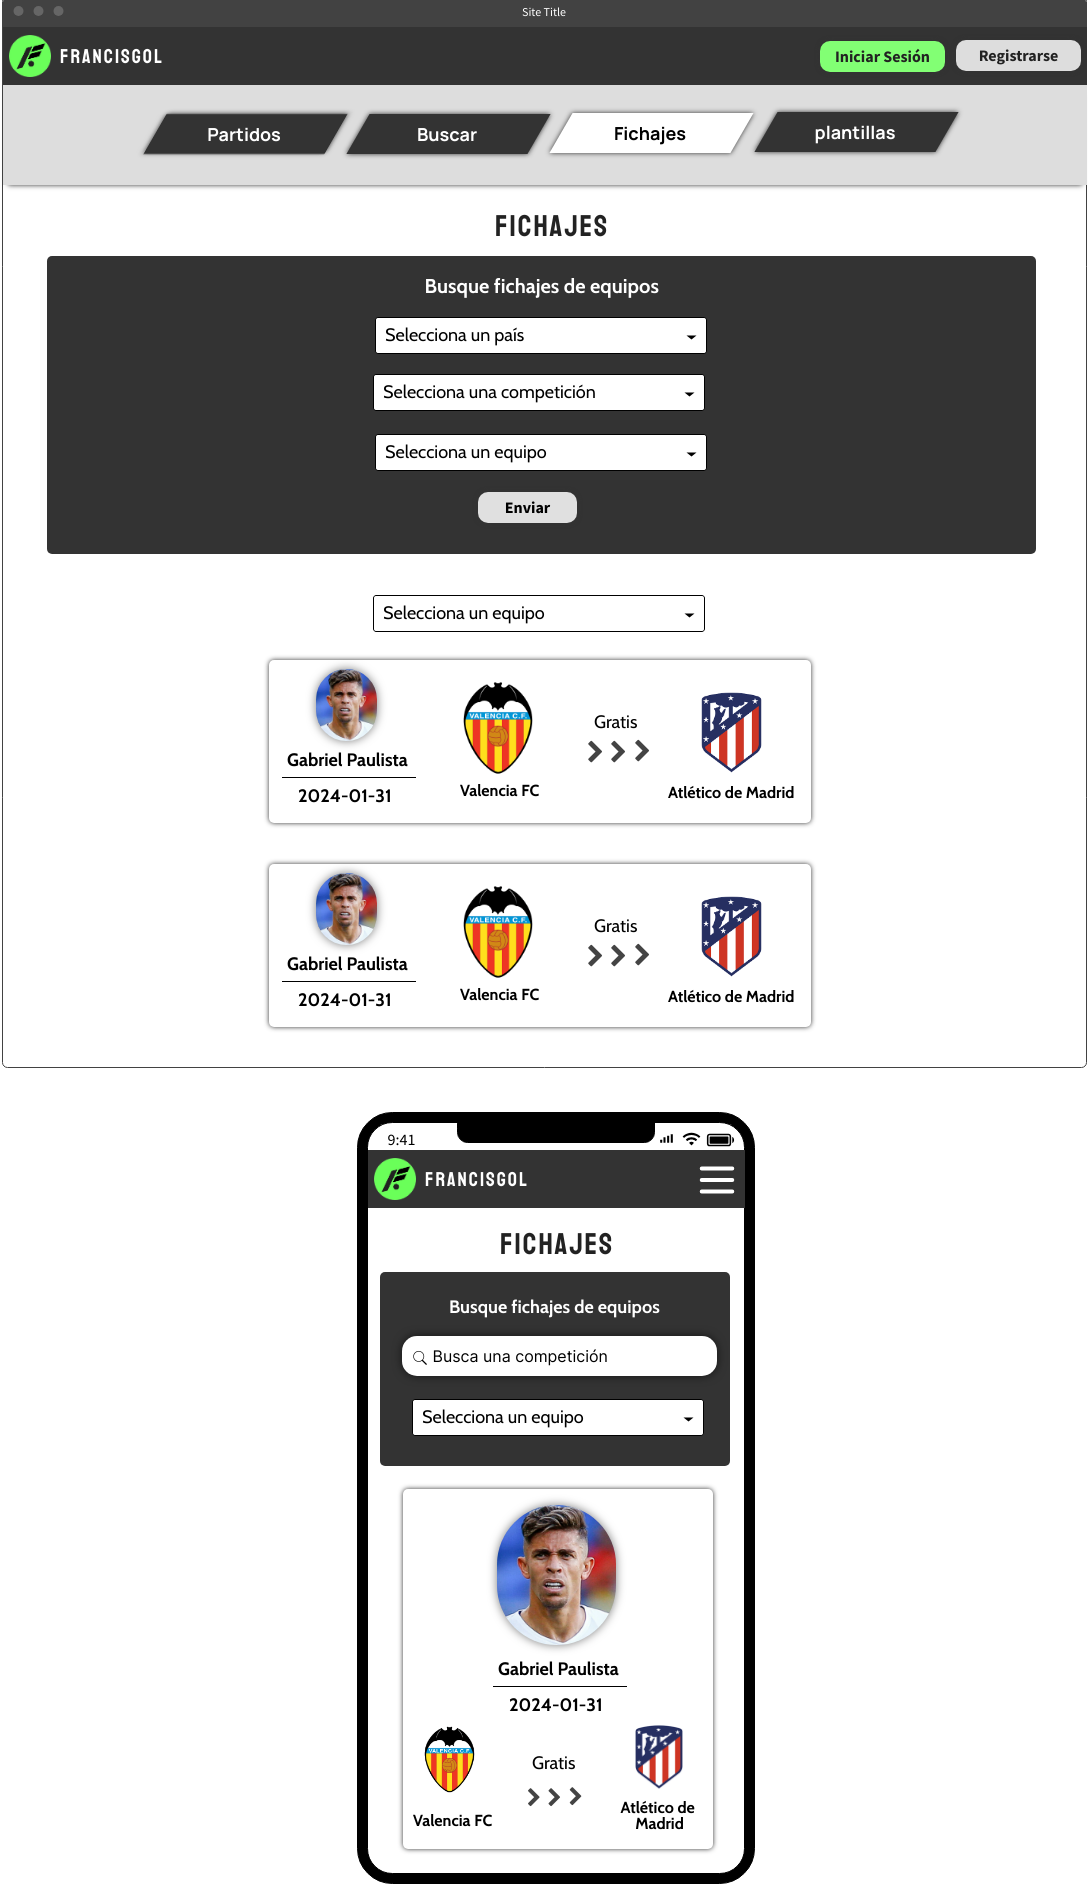 Site Title
FRANCISGOL
Iniciar Sesión
Registrarse
Partidos
Buscar
Fichajes
plantillas
FICHAJES
Busque fichajes de equipos
Selecciona un país
Selecciona una competición
Selecciona un equipo
Enviar
Selecciona un equipo
VALENCIA C.F.
Gratis
Gabriel Paulista
2024-01-31
Valencia FC
Atlético de Madrid
VALENCIA C.F.
Gratis
Gabriel Paulista
2024-01-31
Valencia FC
Atlético de Madrid
9:41
FRANCISGOL
FICHAJES
Busque fichajes de equipos
Busca una competición
Selecciona un equipo
Gabriel Paulista
2024-01-31
VALENCIA C.F.
Gratis
Valencia FC
Atlético de
Madrid